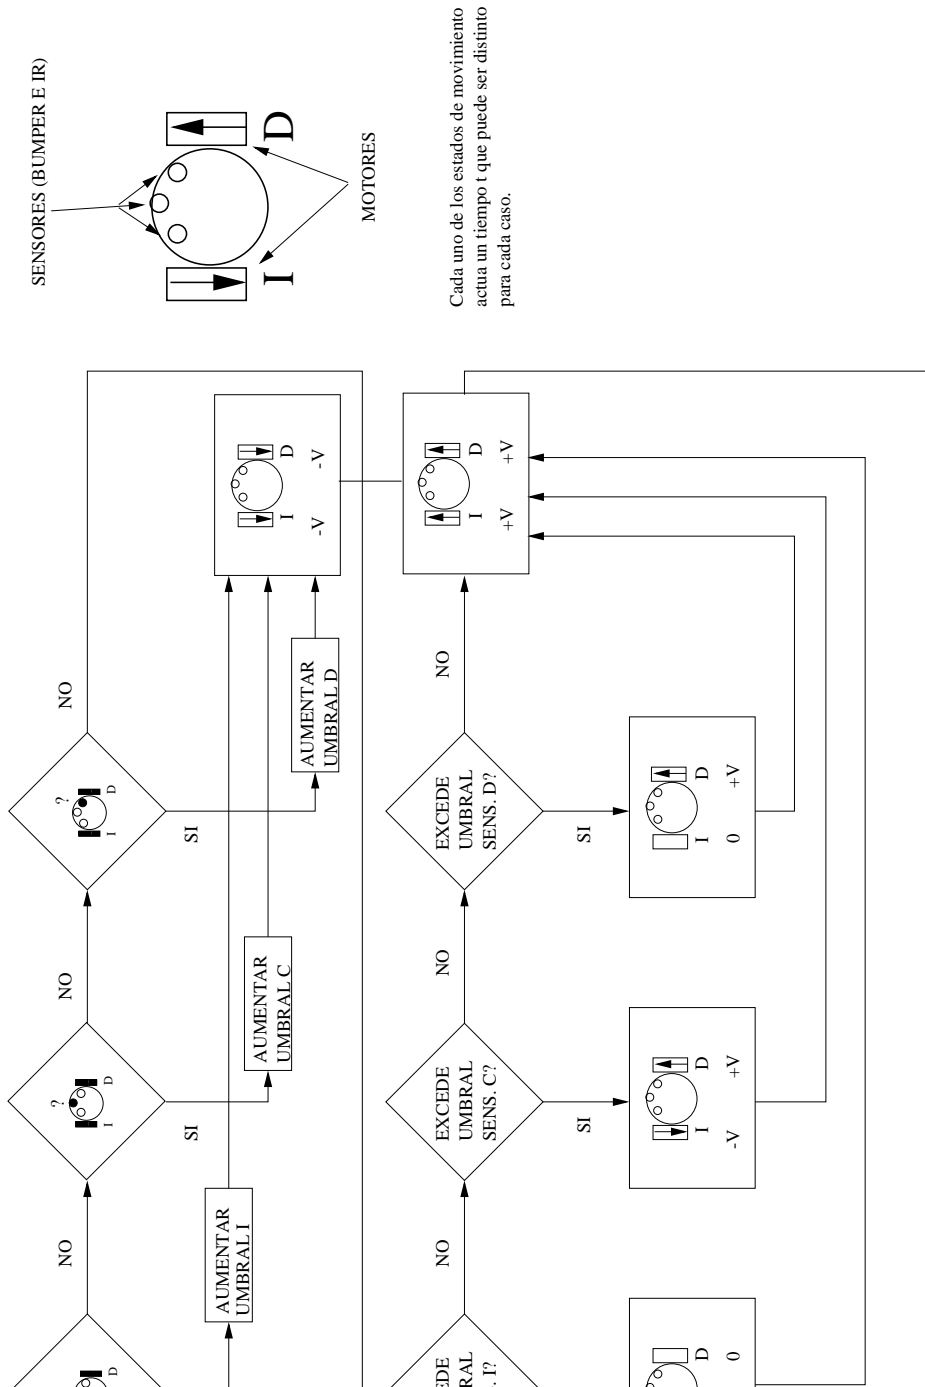 SENSORES (BUMPER E IR)
I
D
MOTORES
Cada uno de los estados de movimiento
actua un tiempo t que puede ser distinto
para cada caso.
D
NO
?
I
D
NO
?
I
D
NO
SI
SI
AUMENTAR
UMBRAL I
AUMENTAR
UMBRAL C
AUMENTAR
UMBRAL D
I
D
-V
-V
EDE
RAL
. I?
NO
EXCEDE
UMBRAL
SENS. C?
NO
EXCEDE
UMBRAL
SENS. D?
NO
I
D
+V
+V
SI
SI
D
0
I
D
-V
+V
I
D
0
+V